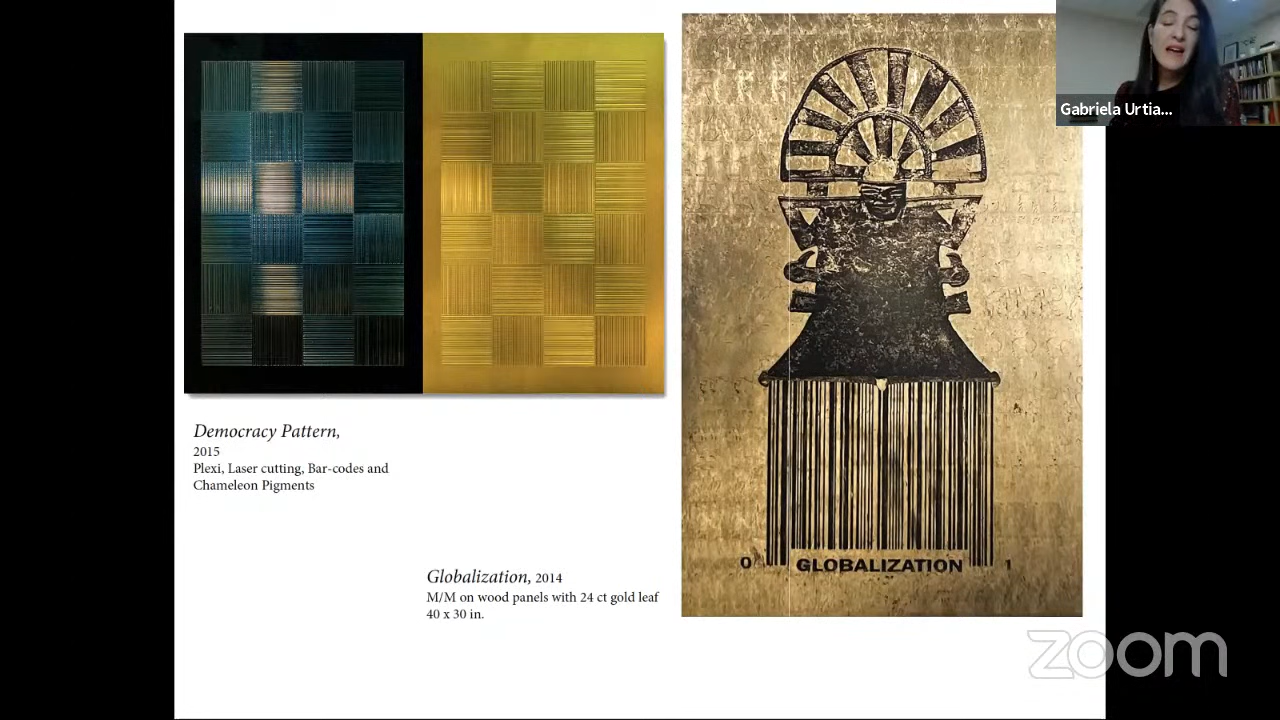 Gabriela Urtia...
Democracy Pattern,
2015
Plexi, Laser cutting, Bar-codes and
Chameleon Pigments
Globalization, 2014
M/M on wood panels with 24 ct gold leaf
40 x 30 in.
0 GLOBALIZATION 1
zoom